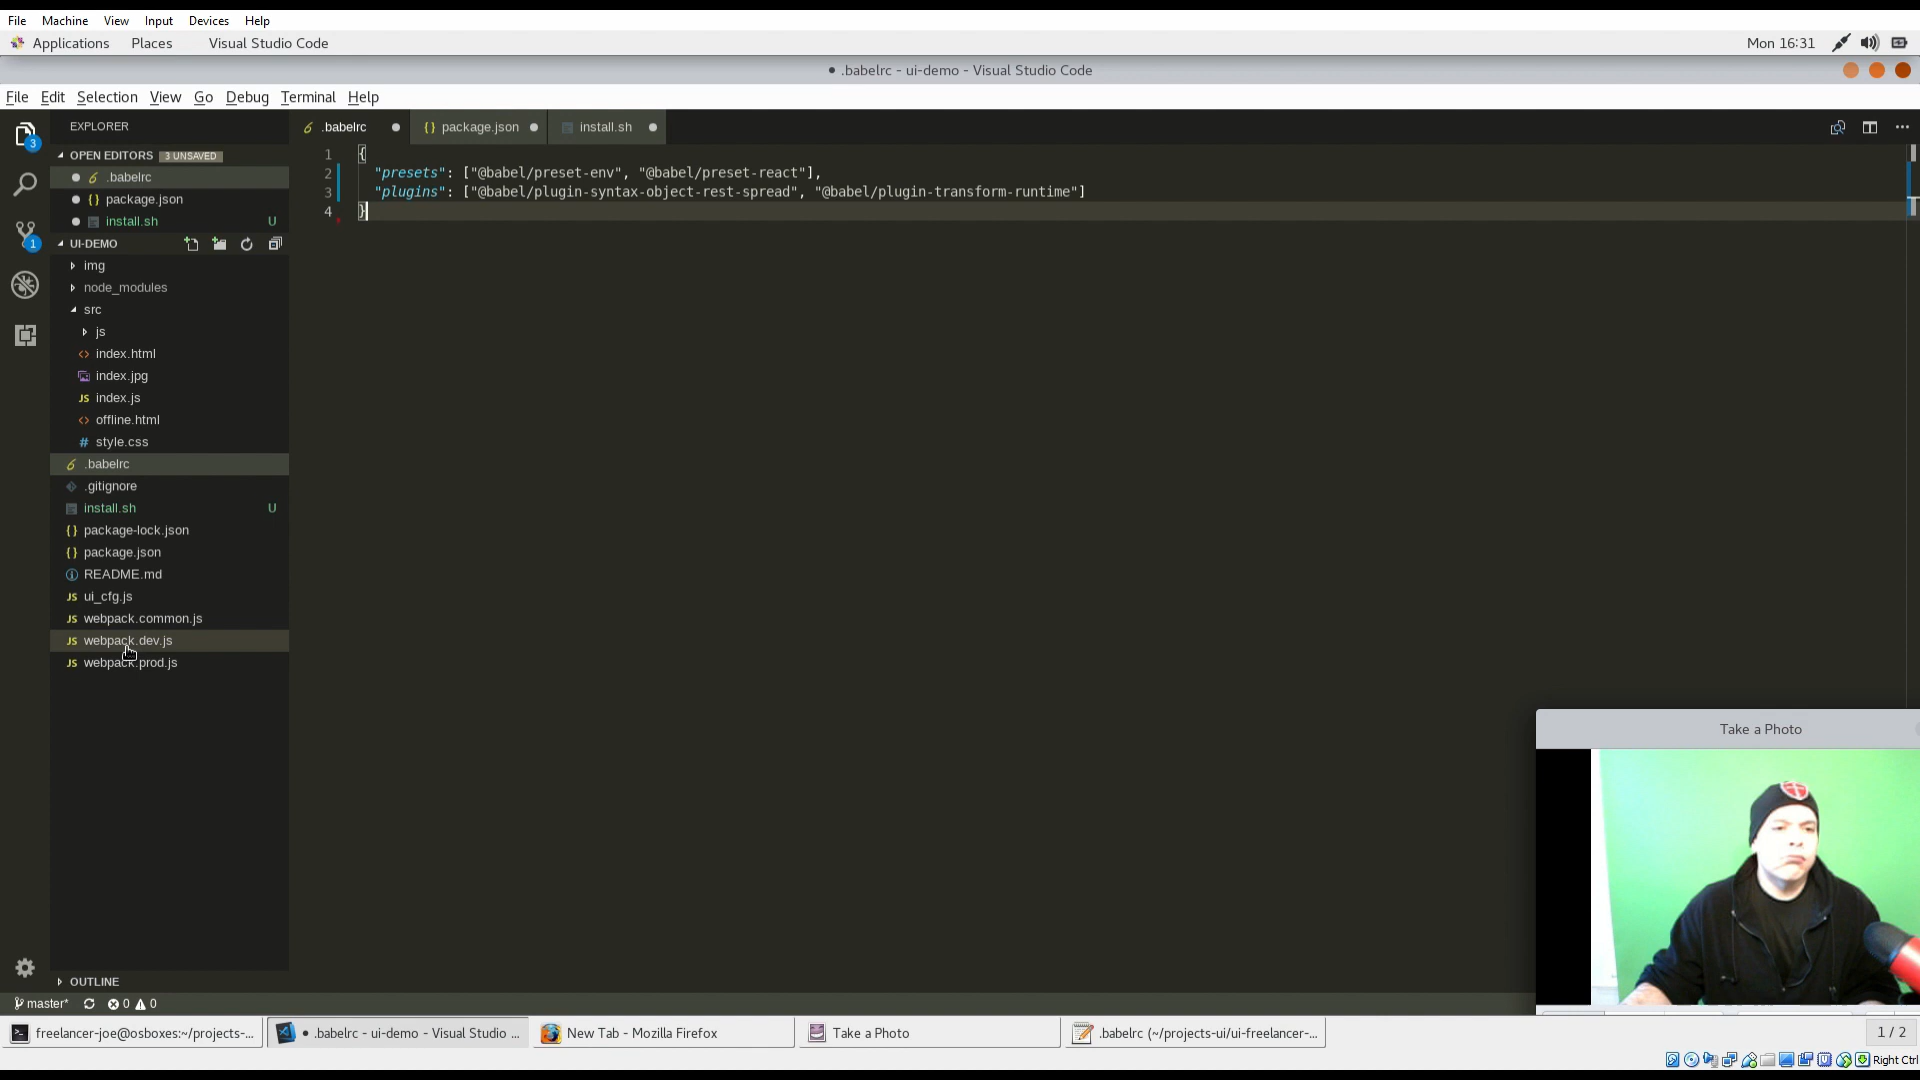 File Machine View Input Devices Help
Applications Places Visual Studio Code Mon 16:31
● .babelrc - ui-demo - Visual Studio Code
File Edit Selection View Go Debug Terminal Help
EXPLORER
3
OPEN EDITORS 3 UNSAVED
.babelrc
package.json
install.sh U
1
UI-DEMO
img
node_modules
src
js
index.html
index.jpg
JS index.js
offline.html
# style.css
.babelrc
.gitignore
install.sh U
{} package-lock.json
{} package.json
README.md
JS ui_cfg.js
JS webpack.common.js
JS webpack.dev.js
JS webpack.prod.js
OUTLINE
.babelrc ● {} package.json ● install.sh ●
1 {
2 "presets": ["@babel/preset-env", "@babel/preset-react"],
3 "plugins": ["@babel/plugin-syntax-object-rest-spread", "@babel/plugin-transform-runtime"]
4 }
Take a Photo
master* 0 0
freelancer-joe@osboxes:~/projects-... ● .babelrc - ui-demo - Visual Studio ... New Tab - Mozilla Firefox Take a Photo .babelrc (~/projects-ui/ui-freelancer-... 1 / 2
Right Ctrl